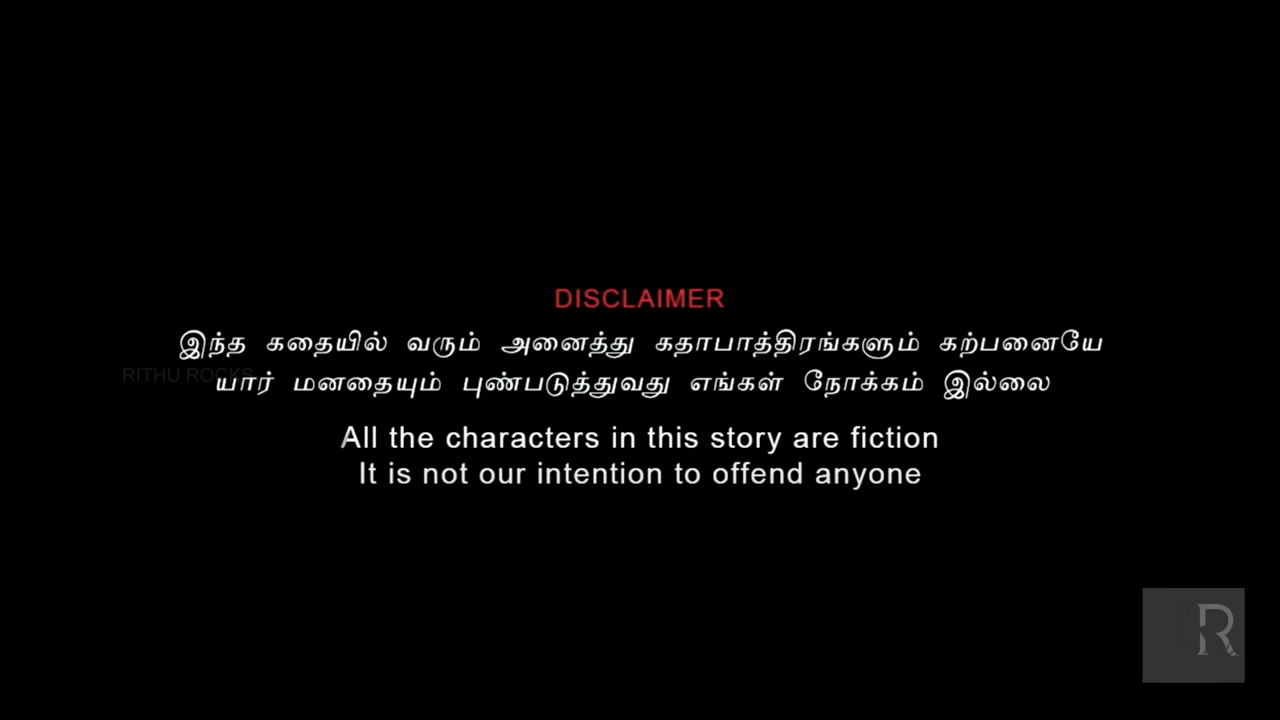 DISCLAIMER
இந்த கதையில் வரும் அனைத்து கதாபாத்திரங்களும் கற்பனையே
RITHU ROCKS
யார் மனதையும் புண்படுத்துவது எங்கள் நோக்கம் இல்லை
All the characters in this story are fiction
It is not our intention to offend anyone
R